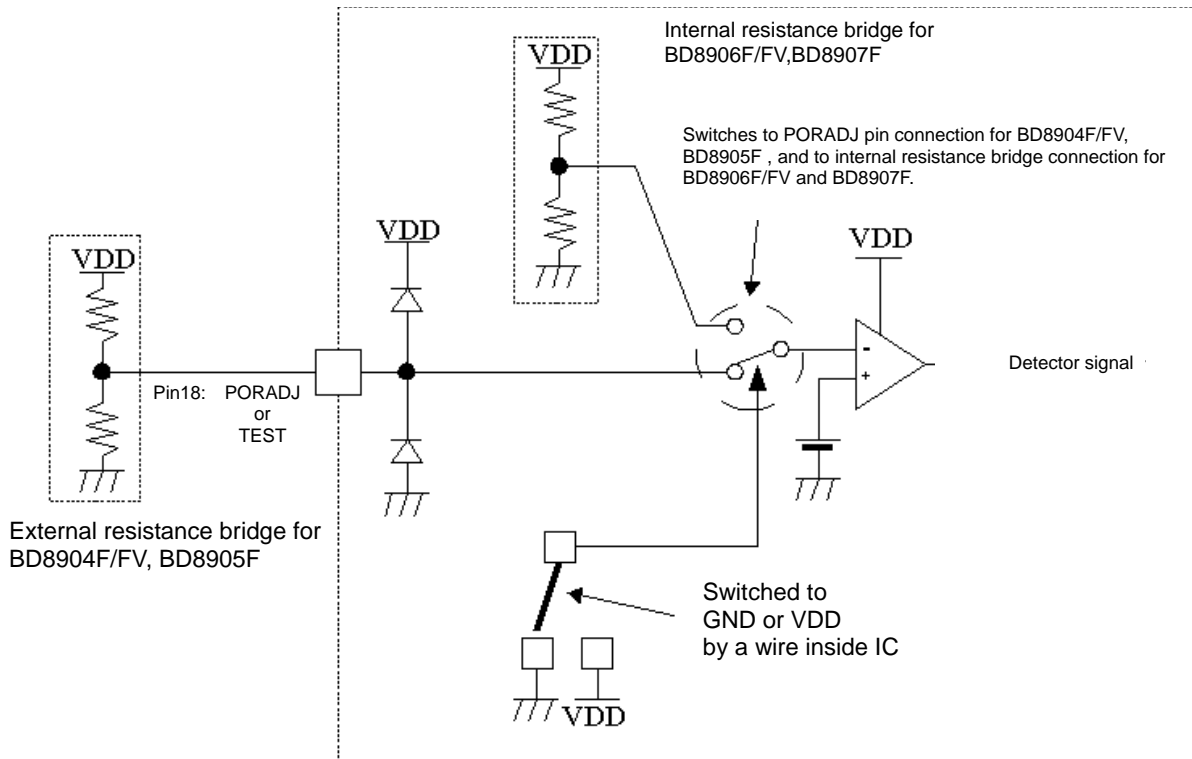 Internal resistance bridge for
BD8906F/FV,BD8907F
VDD
Switches to PORADJ pin connection for BD8904F/FV,
BD8905F , and to internal resistance bridge connection for
BD8906F/FV and BD8907F.
VDD
VDD
VDD
-
+
Detector signal
Pin18: PORADJ
or
TEST
External resistance bridge for
BD8904F/FV, BD8905F
Switched to
GND or VDD
by a wire inside IC
VDD